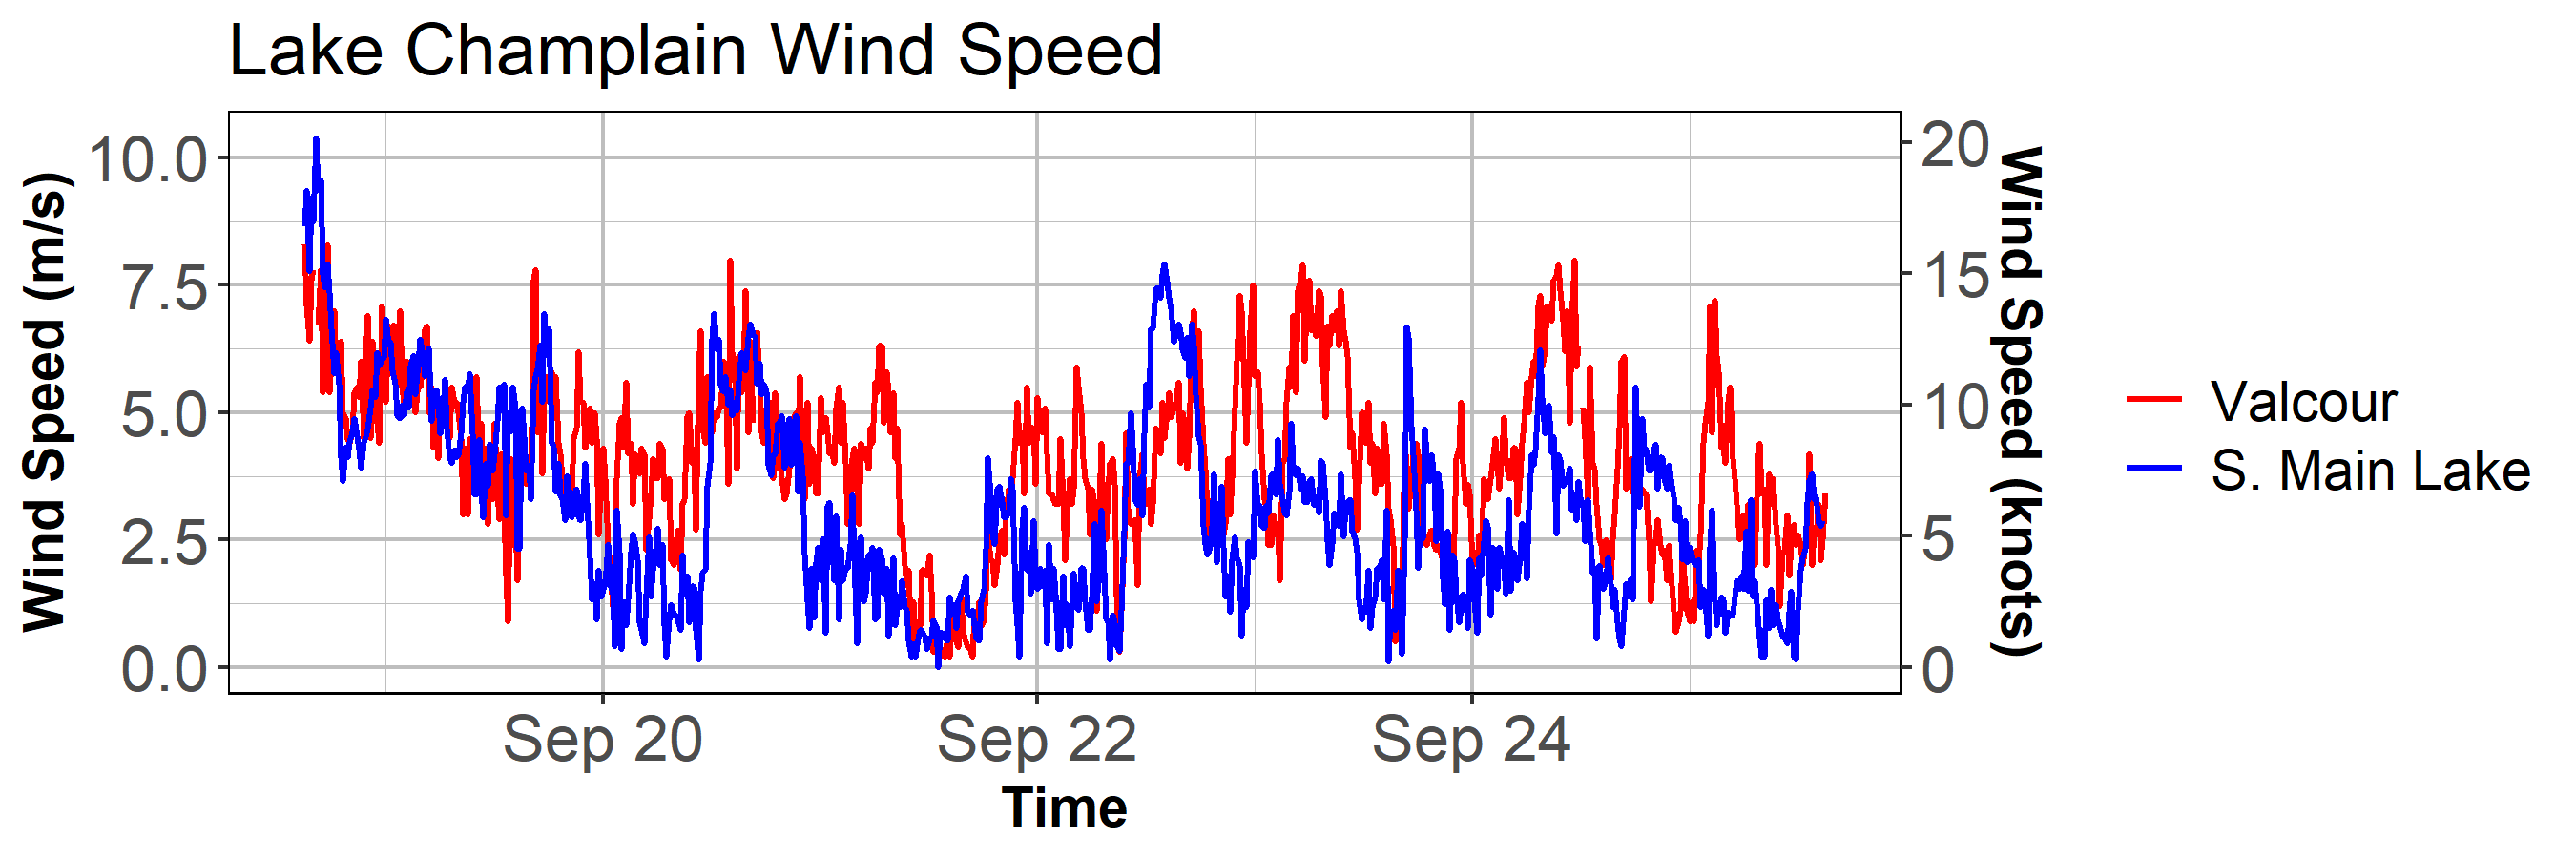 Lake Champlain Wind Speed
Wind Speed (m/s)
10.0
7.5
5.0
2.5
0.0
20
15
10
5
0
Wind Speed (knots)
Sep 20
Sep 22
Sep 24
Time
Valcour
S. Main Lake